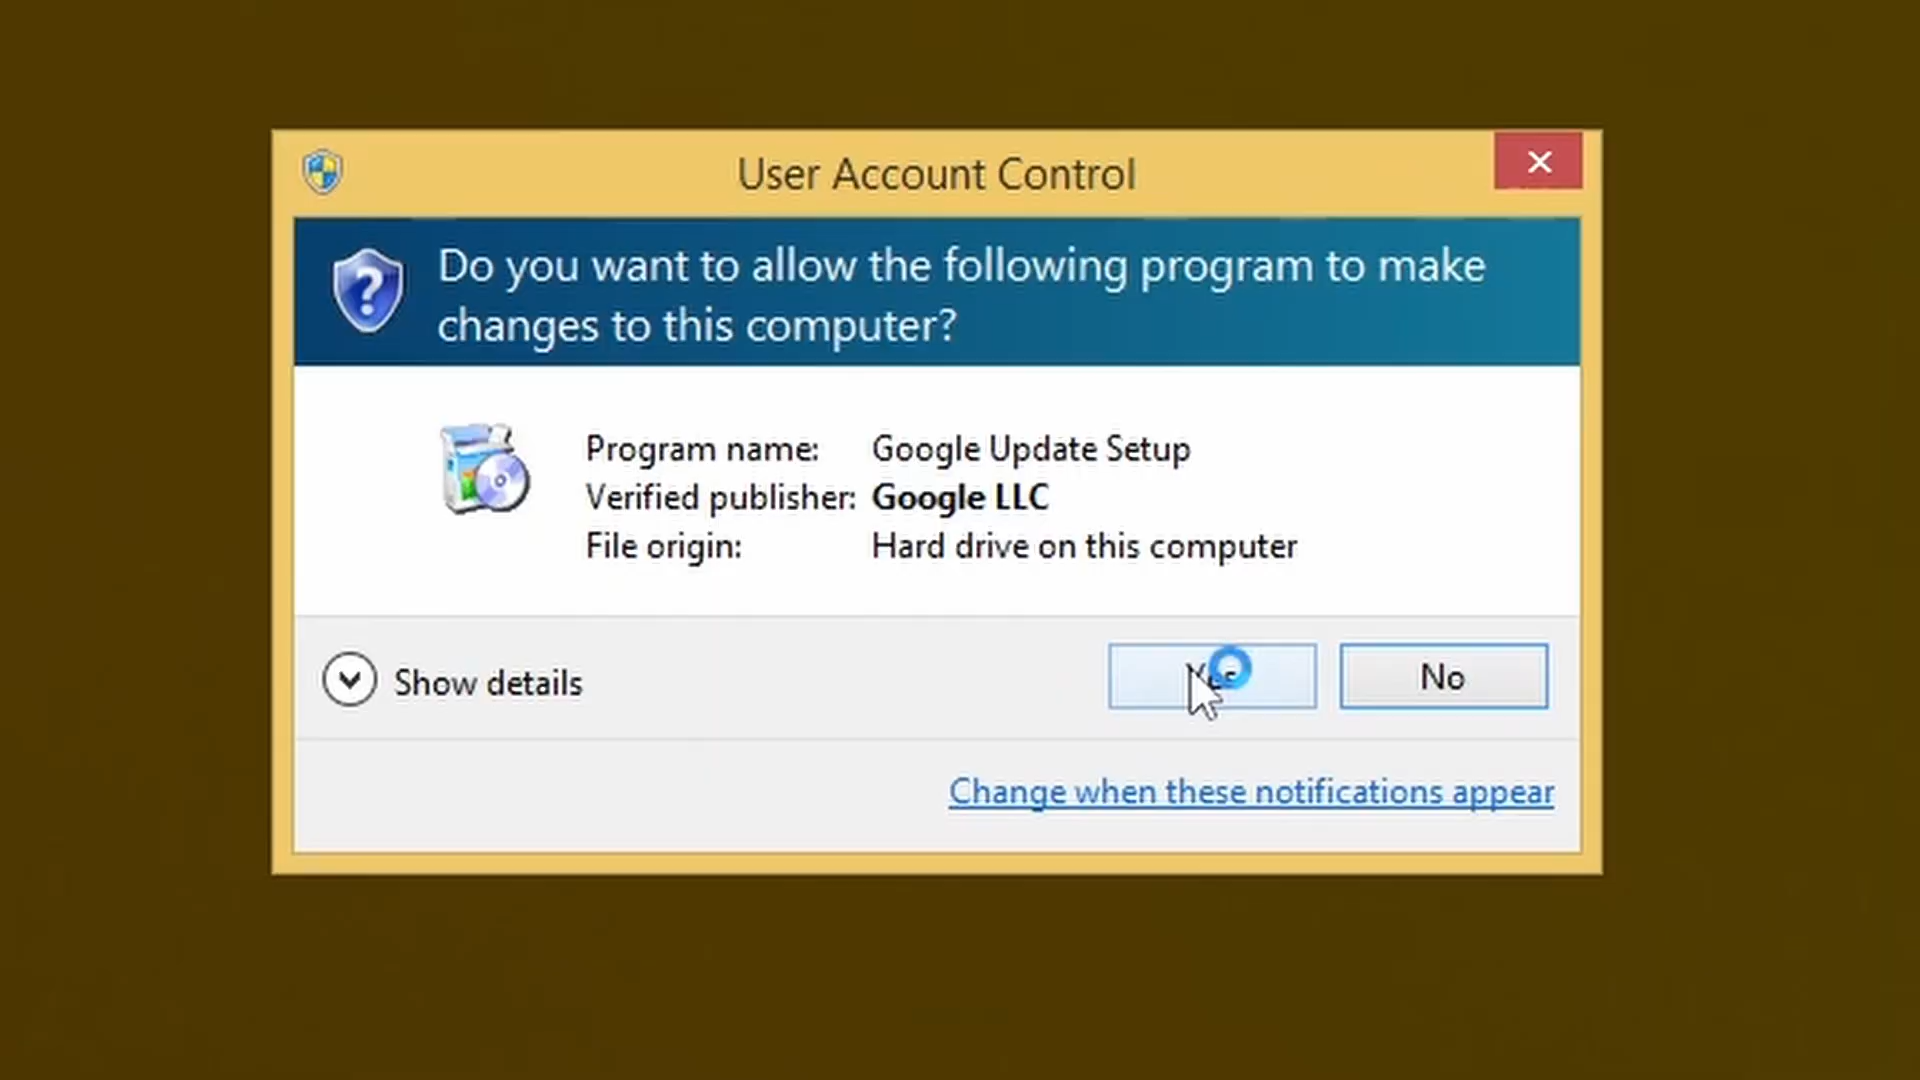 User Account Control
Do you want to allow the following program to make
changes to this computer?
Program name: Google Update Setup
Verified publisher: Google LLC
File origin: Hard drive on this computer
Show details
Yes
No
Change when these notifications appear